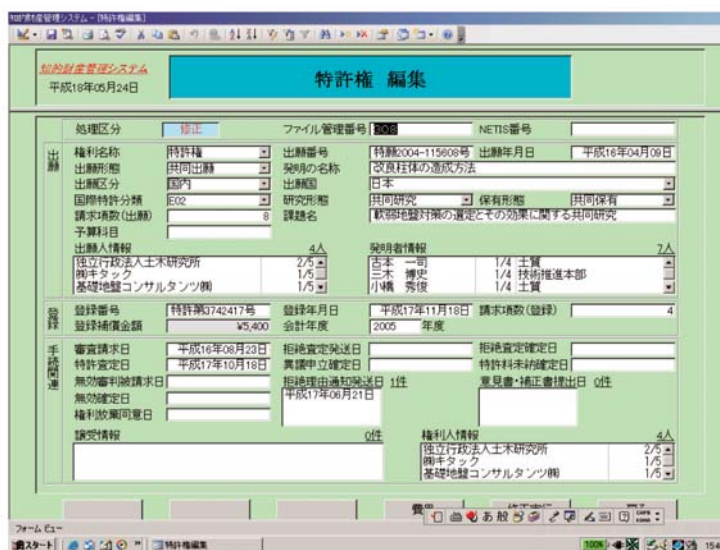 知的財産管理システム - [特許権編集]
知的財産管理システム
平成18年05月24日
特許権 編集
処理区分 修正 ファイル管理番号 308 NETIS番号
出願
権利名称 特許権 出願番号 特願2004-115608号 出願年月日 平成16年04月09日
出願形態 共同出願 発明の名称 改良柱体の造成方法
出願区分 国内 出願国 日本
国際特許分類 E02 研究形態 共同研究 保有形態 共同保有
請求項数(出願) 8 課題名 軟弱地盤対策の選定とその効果に関する共同研究
予算科目
出願人情報 4人 発明者情報 7人
独立行政法人土木研究所 2/5 古本 一司 1/4 土質
㈱キタック 1/5 三木 博史 1/4 技術推進本部
基礎地盤コンサルタンツ㈱ 1/5 小橋 秀俊 1/4 土質
登録
登録番号 特許第3742417号 登録年月日 平成17年11月18日 請求項数(登録) 4
登録補償金額 ¥5,400 会計年度 2005 年度
手続関連
審査請求日 平成16年08月23日 拒絶査定発送日 拒絶査定確定日
特許査定日 平成17年10月18日 異議申立確定日 特許料未納確定日
無効審判被請求日 拒絶理由通知発送日 1件 意見書・補正書提出日 0件
無効確定日 平成17年06月21日
権利放棄同意日
譲受情報 0件 権利人情報 4人
独立行政法人土木研究所 2/5
㈱キタック 1/5
基礎地盤コンサルタンツ㈱ 1/5
あ 般
フォーム ビュー
スタート 特許権編集 100%